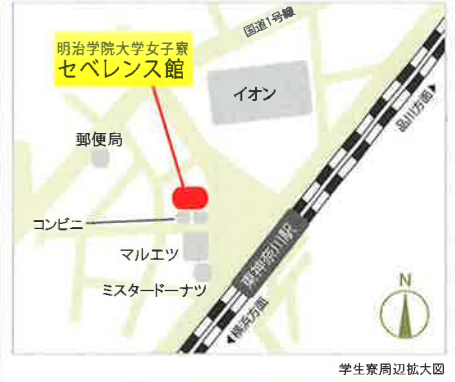 国道1号線
明治学院大学女子寮
セベレンス館
イオン
品川方面
郵便局
コンビニ
マルエツ
東神奈川駅
ミスタードーナツ
横浜方面
N
学生寮周辺拡大図